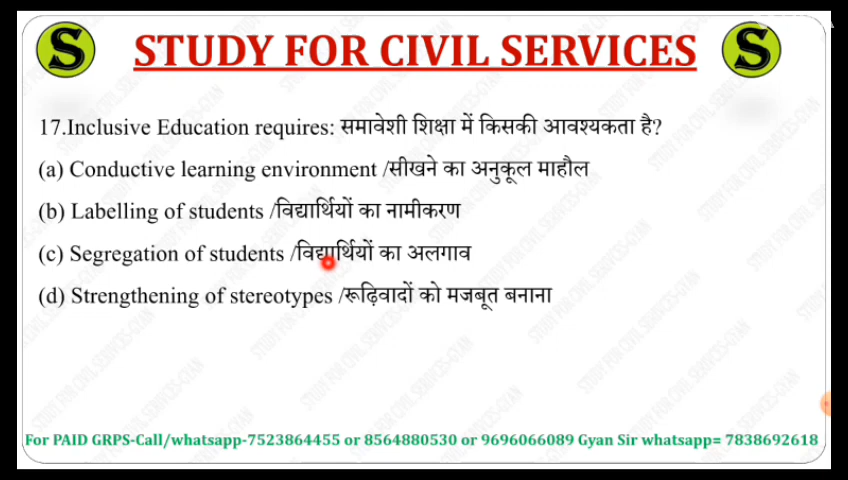 S STUDY FOR CIVIL SERVICES S
17.Inclusive Education requires: समावेशी शिक्षा में किसकी आवश्यकता है?
(a) Conductive learning environment /सीखने का अनुकूल माहौल
(b) Labelling of students /विद्यार्थियों का नामीकरण
(c) Segregation of students /विद्यार्थियों का अलगाव
(d) Strengthening of stereotypes /रूढ़िवादों को मजबूत बनाना
For PAID GRPS-Call/whatsapp-7523864455 or 8564880530 or 9696066089 Gyan Sir whatsapp= 7838692618